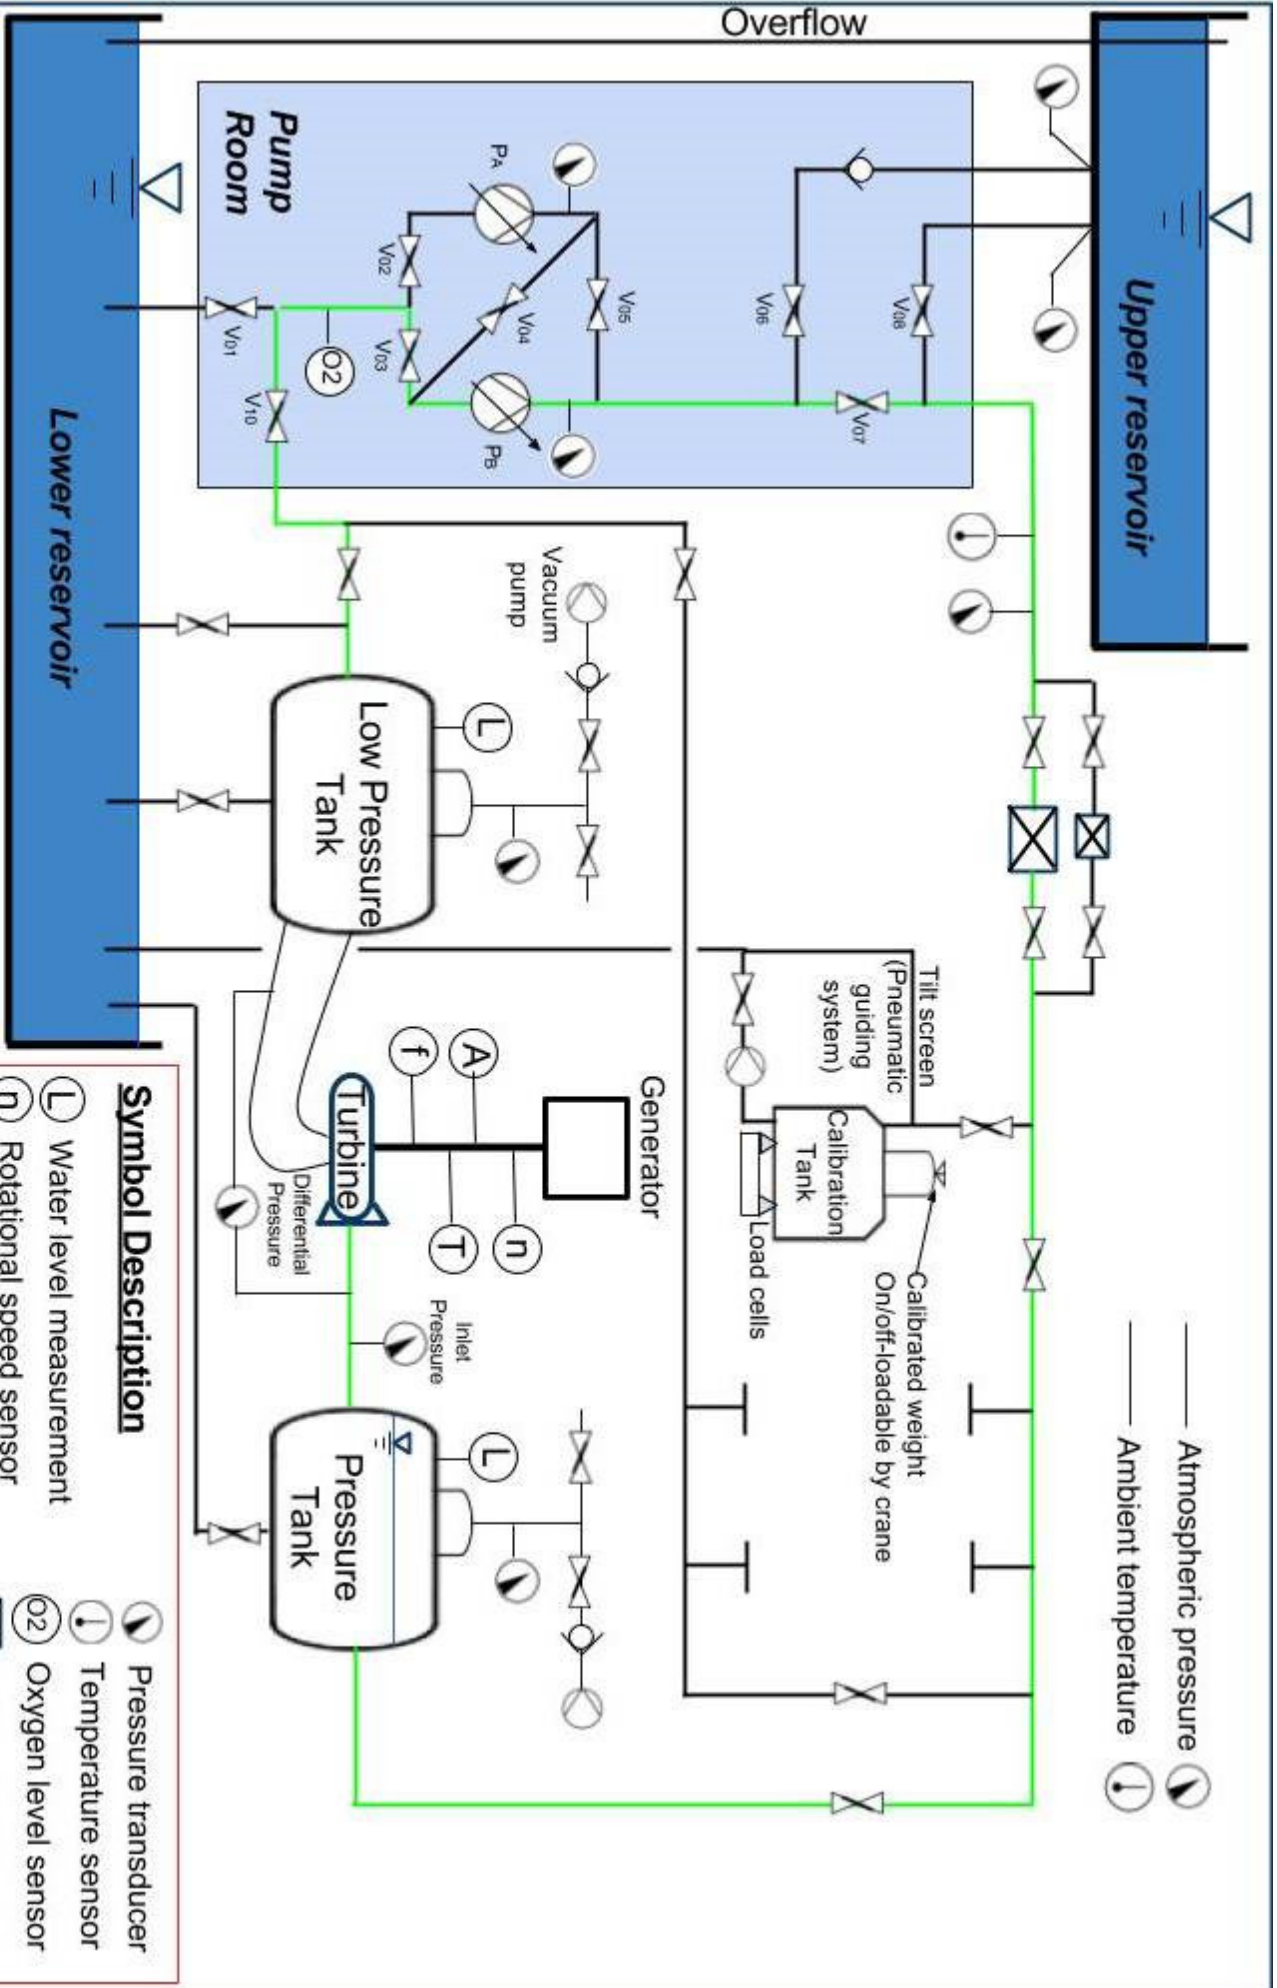 Overflow
Upper reservoir
Atmospheric pressure
Ambient temperature
Pump
Room
PA
PB
V01
V02
V03
V04
V05
V06
V07
V08
V10
O2
Lower reservoir
Vacuum
pump
L
Low Pressure
Tank
Tilt screen
(Pneumatic
guiding
system)
Calibration
Tank
Load cells
Calibrated weight
On/off-loadable by crane
Generator
A
f
n
T
Turbine
Differential
Pressure
Inlet
Pressure
L
Pressure
Tank
Symbol Description
L Water level measurement
n Rotational speed sensor
Pressure transducer
Temperature sensor
O2 Oxygen level sensor